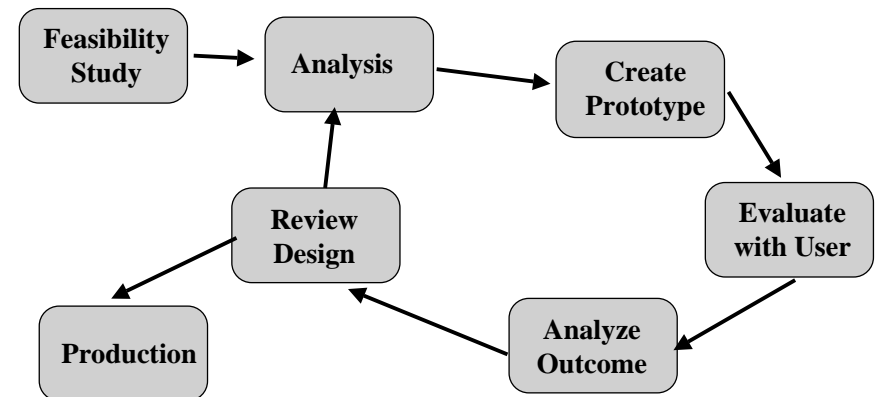 Feasibility
Study
Analysis
Create
Prototype
Evaluate
with User
Analyze
Outcome
Review
Design
Production